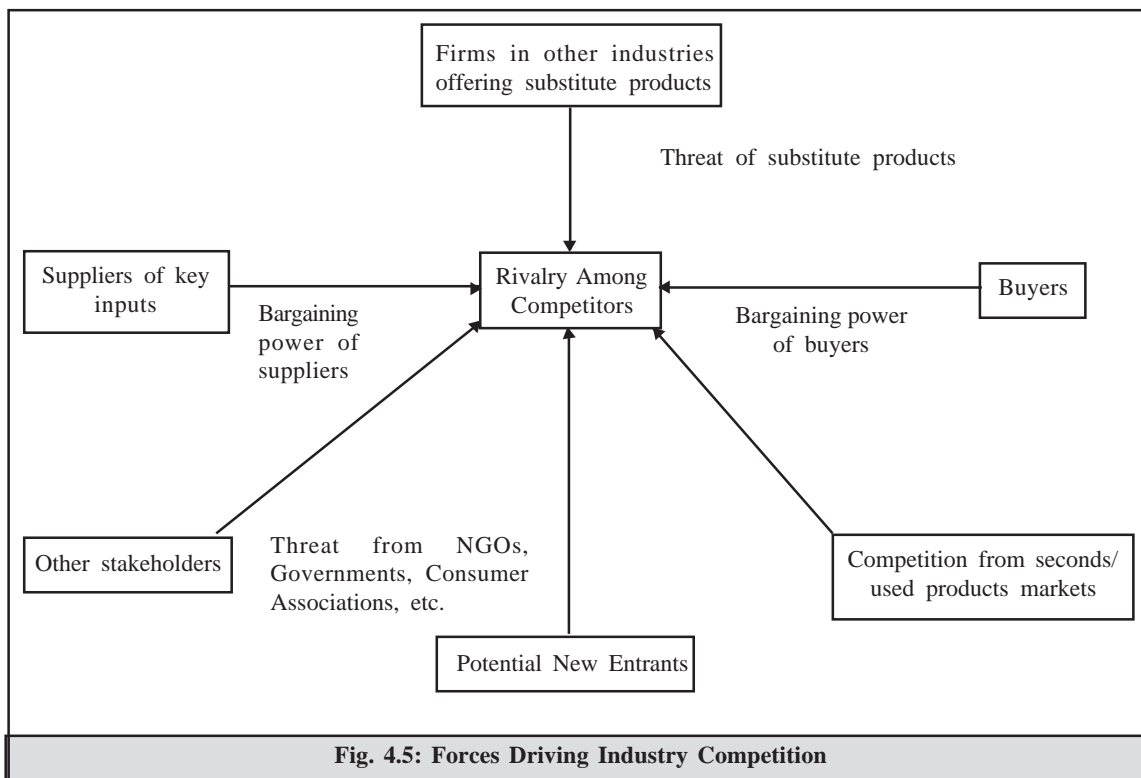 Firms in other industries
offering substitute products
Threat of substitute products
Suppliers of key
inputs
Rivalry Among
Competitors
Buyers
Bargaining
power of
suppliers
Bargaining power
of buyers
Other stakeholders
Threat from NGOs,
Governments, Consumer
Associations, etc.
Competition from seconds/
used products markets
Potential New Entrants
Fig. 4.5: Forces Driving Industry Competition